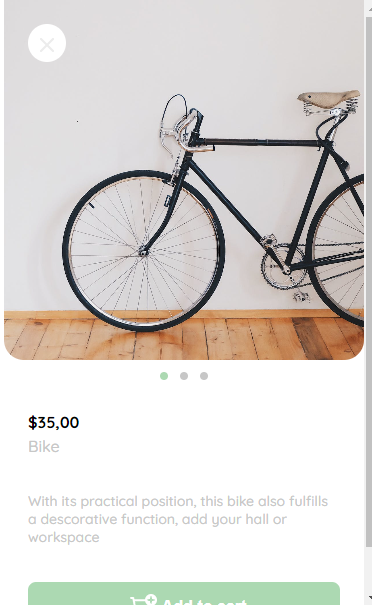 $35,00
Bike
With its practical position, this bike also fulfills
a descorative function, add your hall or
workspace
Add to cart